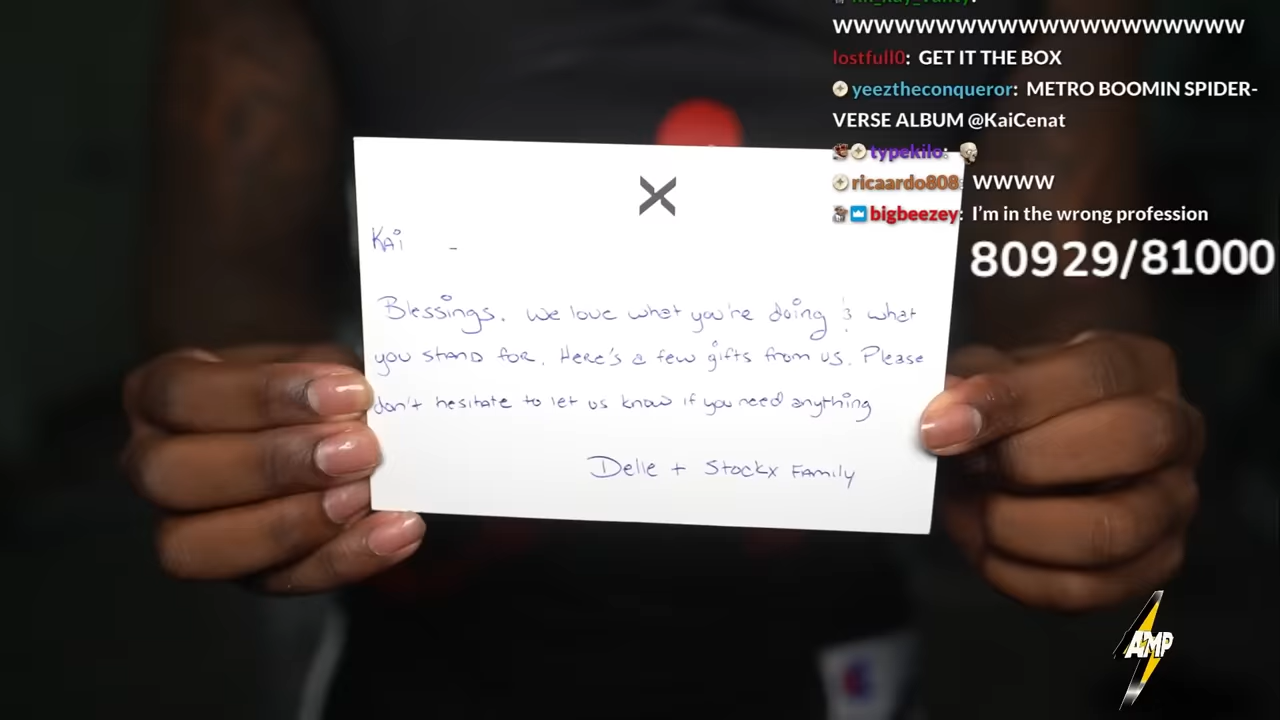 WWWWWWWWWWWWWWWWWWWW
lostfull0: GET IT THE BOX
yeeztheconqueror: METRO BOOMIN SPIDER-
VERSE ALBUM @KaiCenat
typekilo:
ricaardo808: WWWW
bigbeezey: I'm in the wrong profession
80929/81000
X
Kai -
Blessings. We love what you're doing & what
you stand for. Here's a few gifts from us. Please
don't hesitate to let us know if you need anything
Delle + Stockx Family
AMP